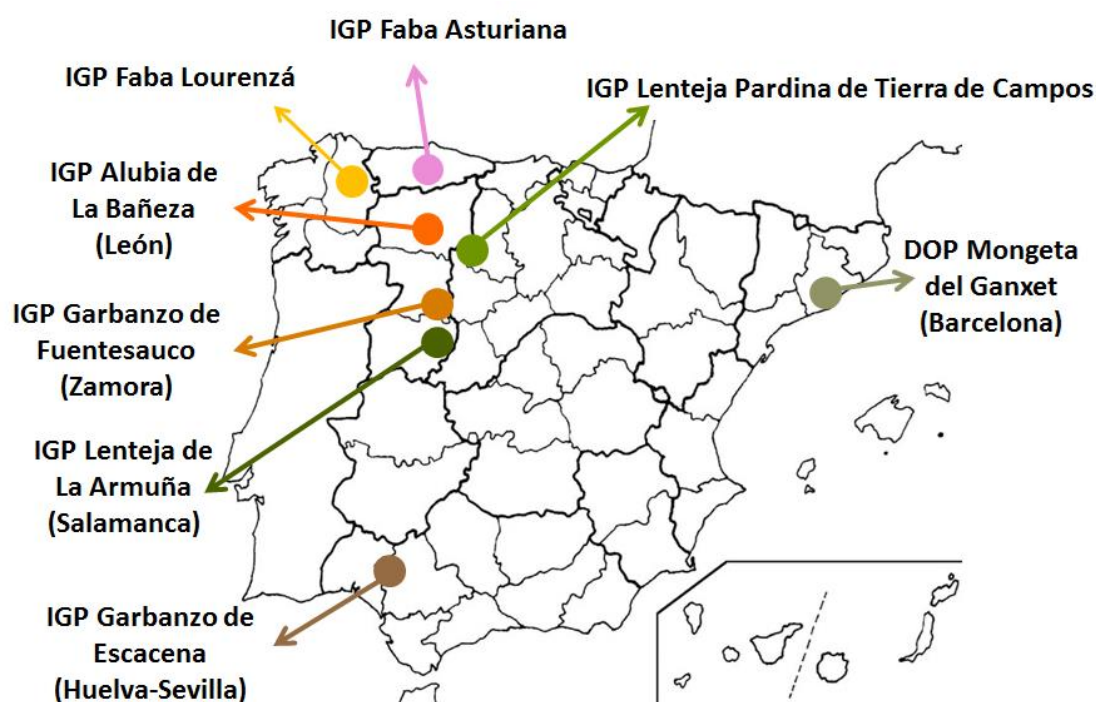 IGP Faba Asturiana
IGP Faba Lourenzá
IGP Lenteja Pardina de Tierra de Campos
IGP Alubia de
La Bañeza
(León)
DOP Mongeta
del Ganxet
(Barcelona)
IGP Garbanzo de
Fuentesauco
(Zamora)
IGP Lenteja de
La Armuña
(Salamanca)
IGP Garbanzo de
Escacena
(Huelva-Sevilla)